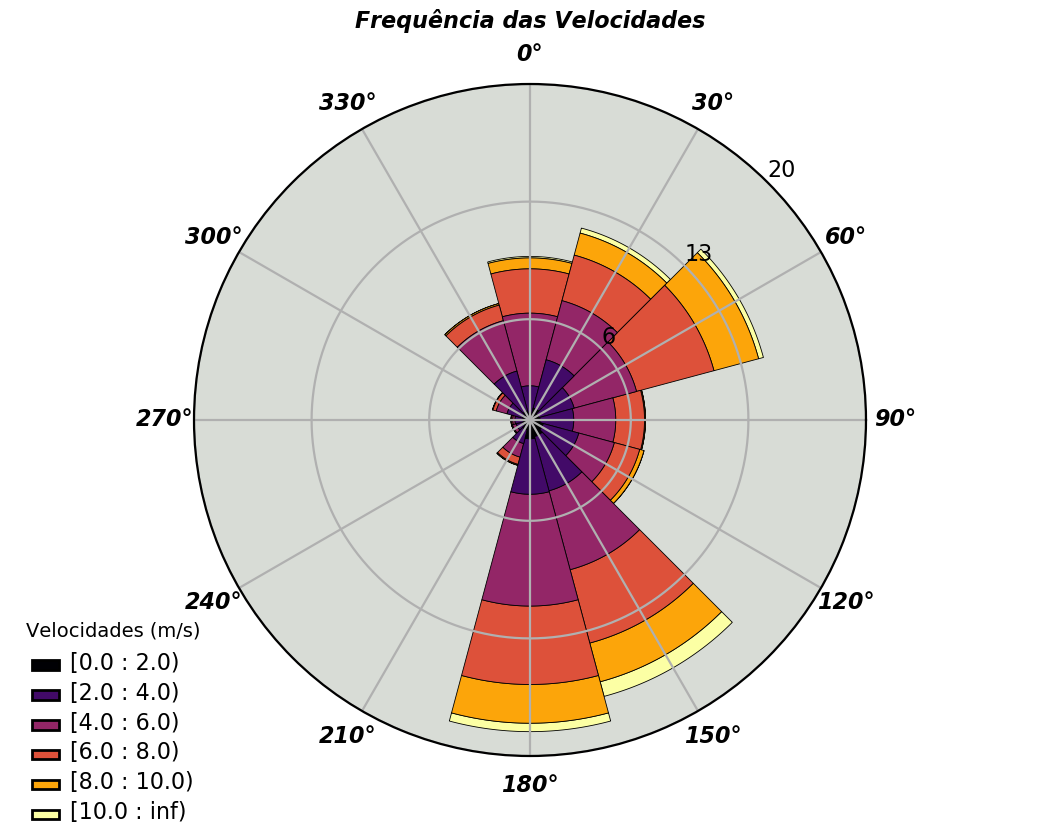 Frequência das Velocidades
0°
330°
30°
20
300°
60°
13
6
270°
90°
240°
120°
210°
150°
180°
Velocidades (m/s)
[0.0 : 2.0)
[2.0 : 4.0)
[4.0 : 6.0)
[6.0 : 8.0)
[8.0 : 10.0)
[10.0 : inf)